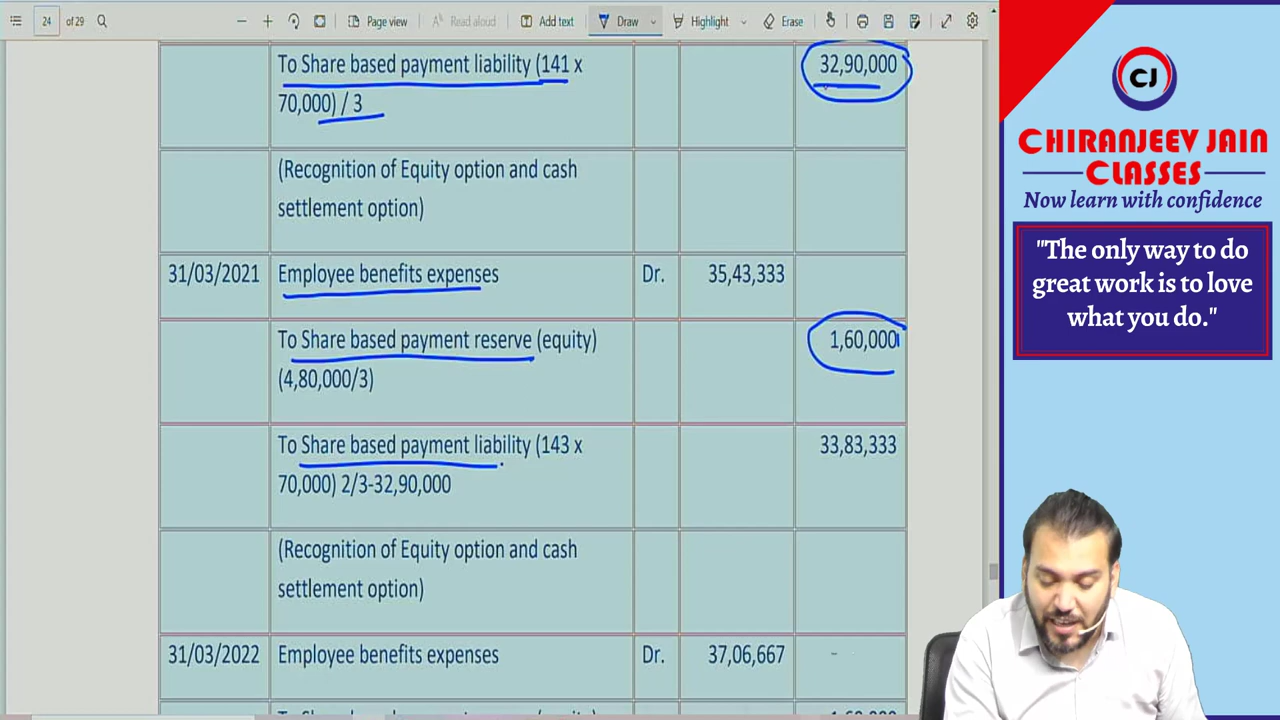 24 of 29
Page view
Read aloud
Add text
Draw
Highlight
Erase
To Share based payment liability (141 x 32,90,000
70,000) / 3
(Recognition of Equity option and cash
settlement option)
31/03/2021 Employee benefits expenses Dr. 35,43,333
To Share based payment reserve (equity) 1,60,000
(4,80,000/3)
To Share based payment liability (143 x 33,83,333
70,000) 2/3-32,90,000
(Recognition of Equity option and cash
settlement option)
31/03/2022 Employee benefits expenses Dr. 37,06,667 -
CJ
CHIRANJEEV JAIN
CLASSES
Now learn with confidence
"The only way to do
great work is to love
what you do."